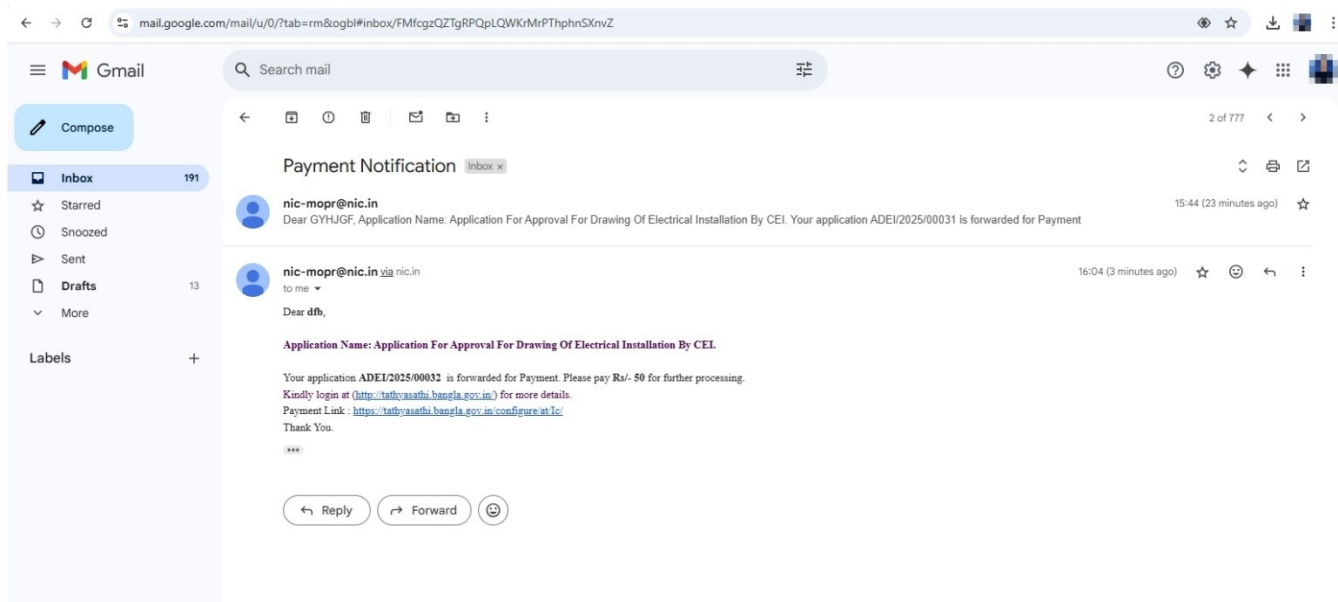 mail.google.com/mail/u/0/?tab=rm&ogbl#inbox/FMfcgzQZTgRPQpLQWKrMrPThphnSXnvZ
Gmail
Search mail
Compose
2 of 777
Payment Notification Inbox x
Inbox 191
Starred
Snoozed
Sent
Drafts 13
More
Labels
nic-mopr@nic.in
15:44 (23 minutes ago)
Dear GYHJGF, Application Name: Application For Approval For Drawing Of Electrical Installation By CEI. Your application ADEI/2025/00031 is forwarded for Payment
nic-mopr@nic.in via nic.in
16:04 (3 minutes ago)
to me
Dear dfb,
Application Name: Application For Approval For Drawing Of Electrical Installation By CEI.
Your application ADEI/2025/00032 is forwarded for Payment. Please pay Rs/- 50 for further processing.
Kindly login at (http://tathyasathi.bangla.gov.in/) for more details.
Payment Link : https://tathyasathi.bangla.gov.in/configure/at/Ic/
Thank You.
Reply
Forward